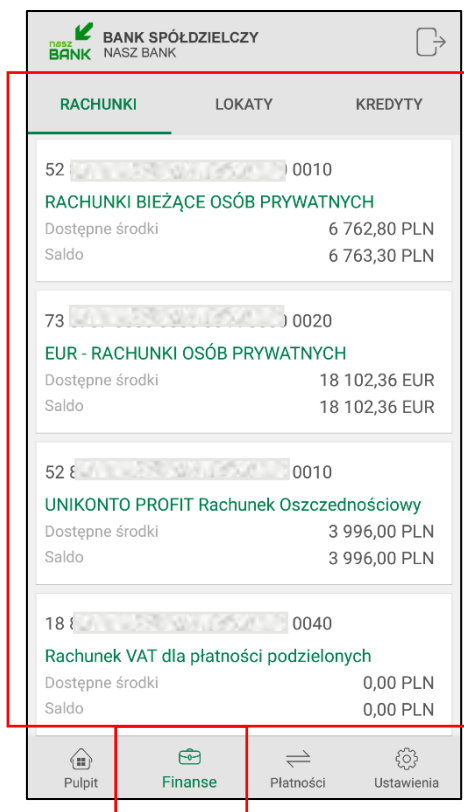 nasz BANK BANK SPÓŁDZIELCZY
NASZ BANK
RACHUNKI LOKATY KREDYTY
52 0010
RACHUNKI BIEŻĄCE OSÓB PRYWATNYCH
Dostępne środki 6 762,80 PLN
Saldo 6 763,30 PLN
73 0020
EUR - RACHUNKI OSÓB PRYWATNYCH
Dostępne środki 18 102,36 EUR
Saldo 18 102,36 EUR
52 8 0010
UNIKONTO PROFIT Rachunek Oszczednościowy
Dostępne środki 3 996,00 PLN
Saldo 3 996,00 PLN
18 8 0040
Rachunek VAT dla płatności podzielonych
Dostępne środki 0,00 PLN
Saldo 0,00 PLN
Pulpit Finanse Płatności Ustawienia